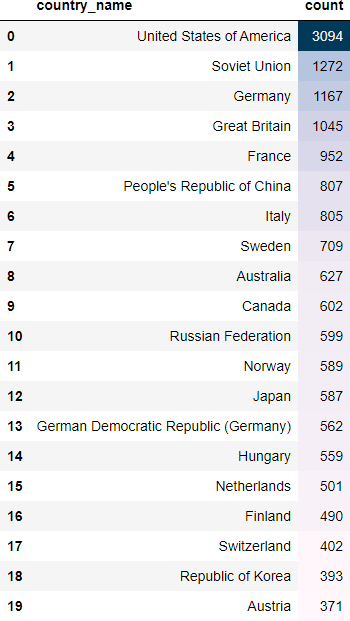 country_name count
0 United States of America 3094
1 Soviet Union 1272
2 Germany 1167
3 Great Britain 1045
4 France 952
5 People's Republic of China 807
6 Italy 805
7 Sweden 709
8 Australia 627
9 Canada 602
10 Russian Federation 599
11 Norway 589
12 Japan 587
13 German Democratic Republic (Germany) 562
14 Hungary 559
15 Netherlands 501
16 Finland 490
17 Switzerland 402
18 Republic of Korea 393
19 Austria 371